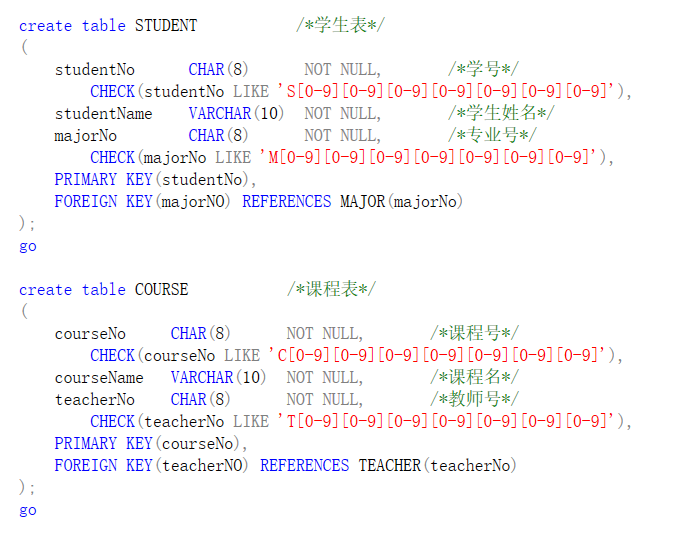 create table STUDENT /*学生表*/
(
studentNo CHAR(8) NOT NULL, /*学号*/
CHECK(studentNo LIKE 'S[0-9][0-9][0-9][0-9][0-9][0-9][0-9]'),
studentName VARCHAR(10) NOT NULL, /*学生姓名*/
majorNo CHAR(8) NOT NULL, /*专业号*/
CHECK(majorNo LIKE 'M[0-9][0-9][0-9][0-9][0-9][0-9][0-9]'),
PRIMARY KEY(studentNo),
FOREIGN KEY(majorNO) REFERENCES MAJOR(majorNo)
);
go
create table COURSE /*课程表*/
(
courseNo CHAR(8) NOT NULL, /*课程号*/
CHECK(courseNo LIKE 'C[0-9][0-9][0-9][0-9][0-9][0-9][0-9]'),
courseName VARCHAR(10) NOT NULL, /*课程名*/
teacherNo CHAR(8) NOT NULL, /*教师号*/
CHECK(teacherNo LIKE 'T[0-9][0-9][0-9][0-9][0-9][0-9][0-9]'),
PRIMARY KEY(courseNo),
FOREIGN KEY(teacherNO) REFERENCES TEACHER(teacherNo)
);
go